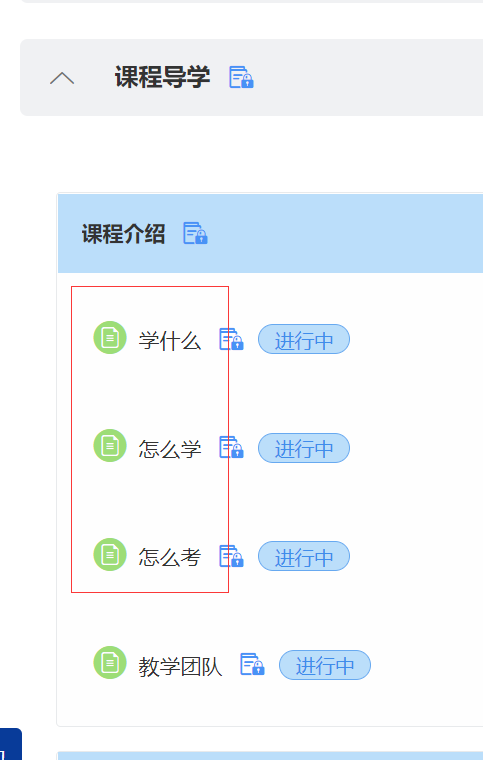 课程导学
课程介绍
学什么 进行中
怎么学 进行中
怎么考 进行中
教学团队 进行中